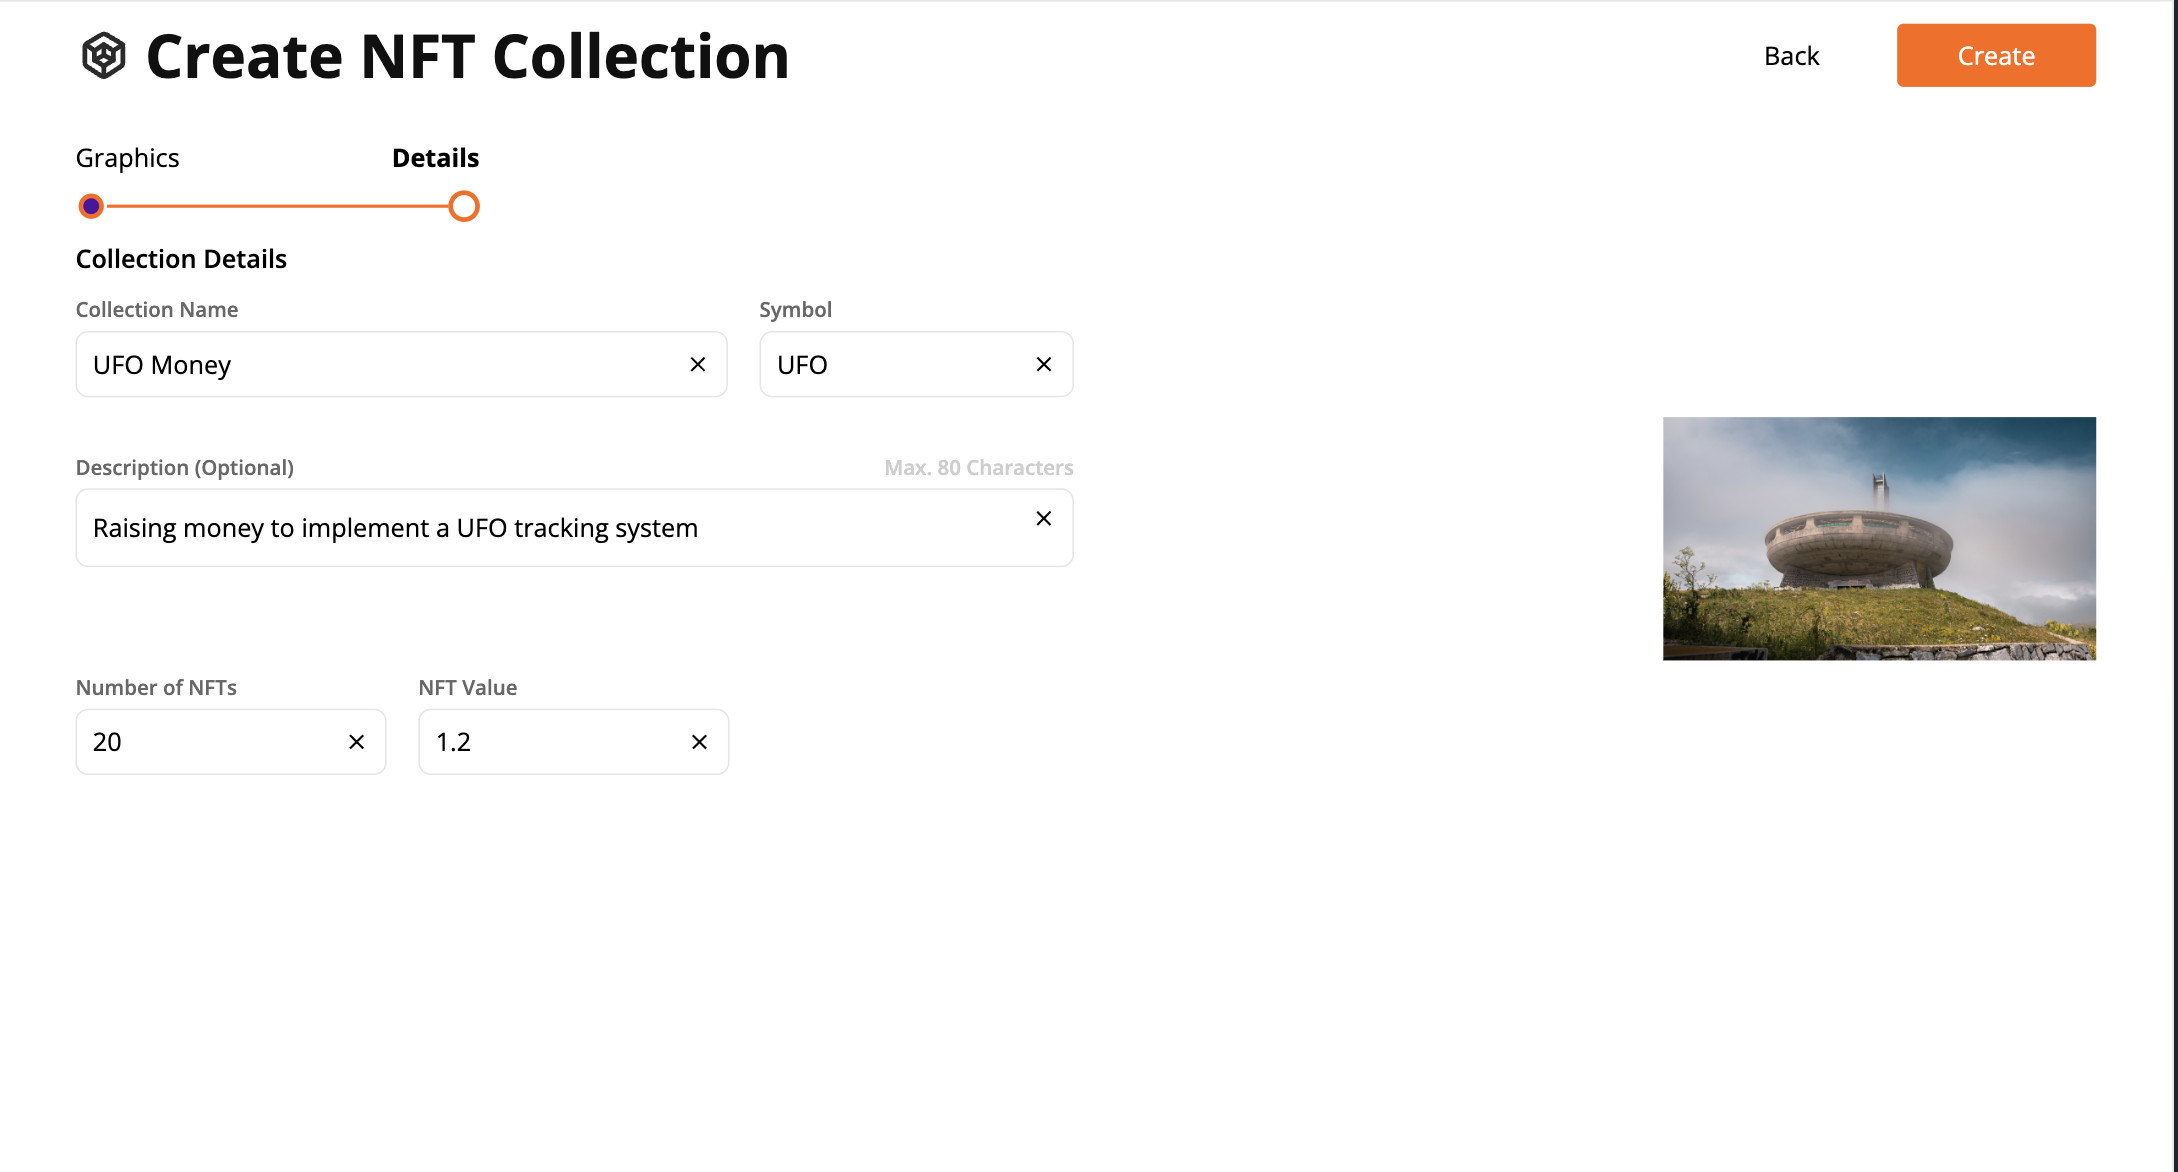 Create NFT Collection
Back
Create
Graphics
Details
Collection Details
Collection Name
Symbol
UFO Money
UFO
Description (Optional)
Max. 80 Characters
Raising money to implement a UFO tracking system
Number of NFTs
NFT Value
20
1.2